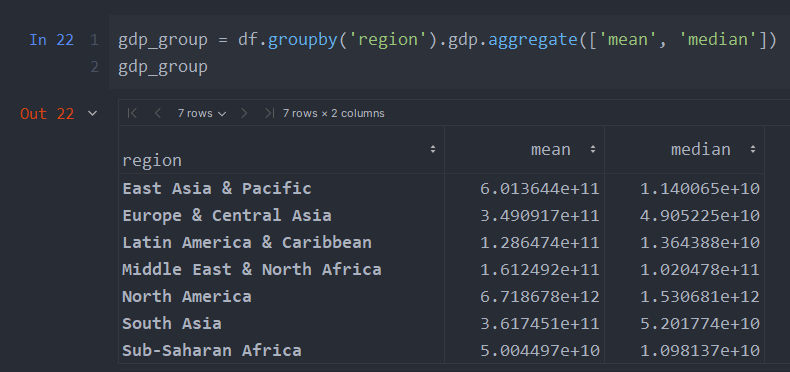 In 22 1 gdp_group = df.groupby('region').gdp.aggregate(['mean', 'median'])
2 gdp_group
Out 22 7 rows 7 rows × 2 columns
region mean median
East Asia & Pacific 6.013644e+11 1.140065e+10
Europe & Central Asia 3.490917e+11 4.905225e+10
Latin America & Caribbean 1.286474e+11 1.364388e+10
Middle East & North Africa 1.612492e+11 1.020478e+11
North America 6.718678e+12 1.530681e+12
South Asia 3.617451e+11 5.201774e+10
Sub-Saharan Africa 5.004497e+10 1.098137e+10